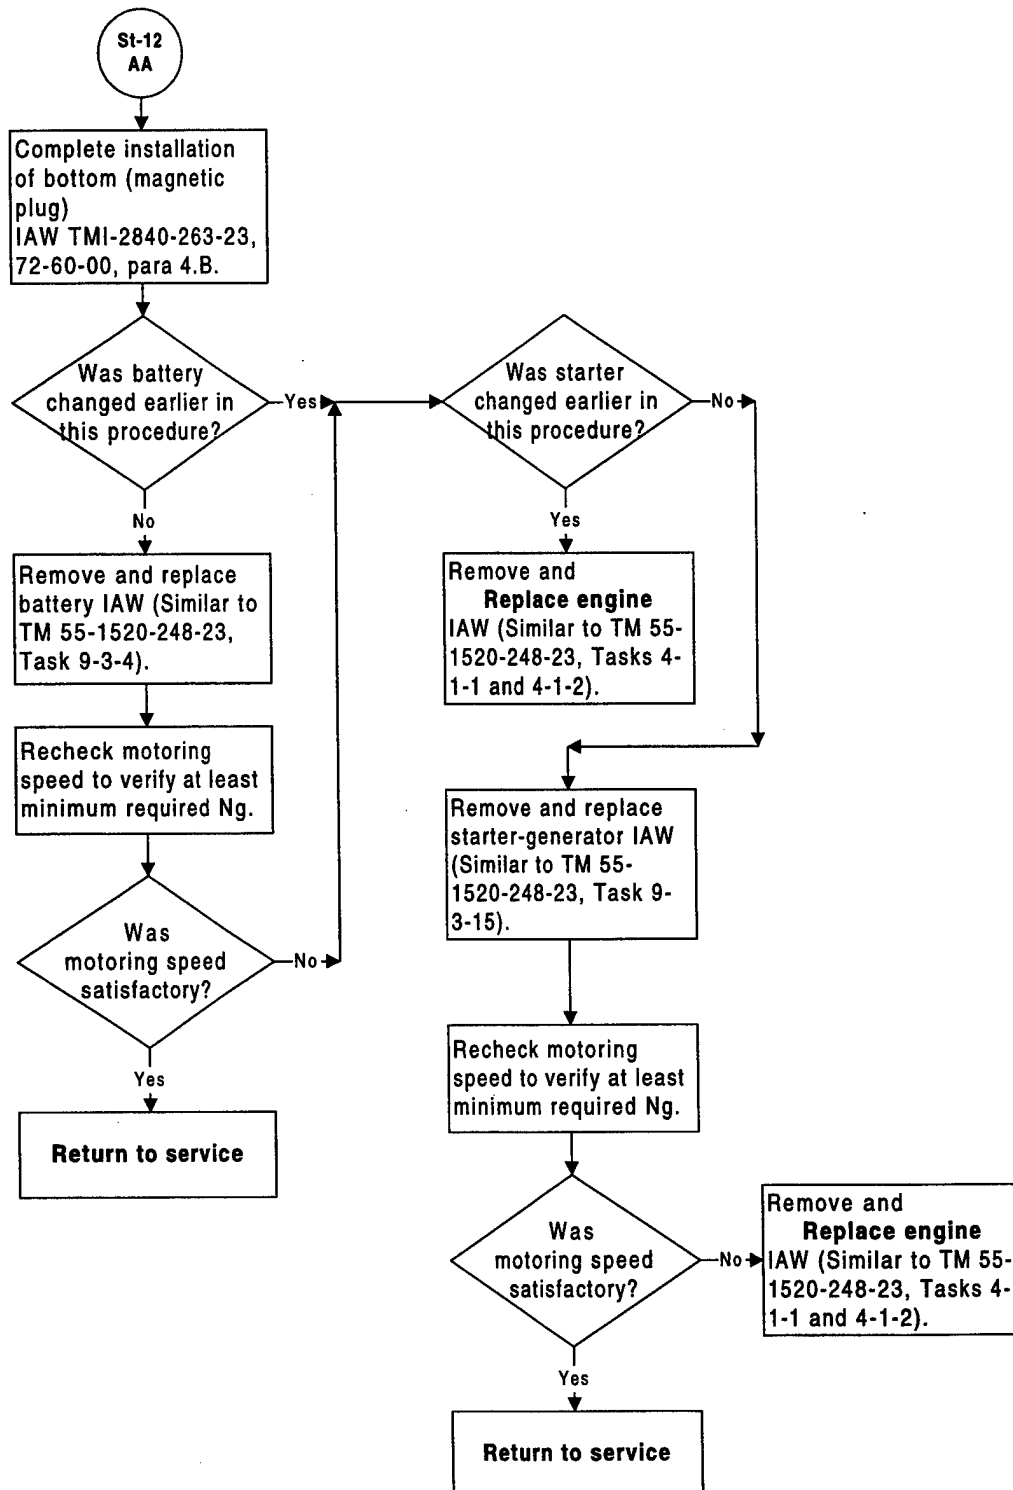 St-12
AA
Complete installation
of bottom (magnetic
plug)
IAW TMI-2840-263-23,
72-60-00, para 4.B.
Was battery
changed earlier in
this procedure?
Yes
No
Remove and replace
battery IAW (Similar to
TM 55-1520-248-23,
Task 9-3-4).
Recheck motoring
speed to verify at least
minimum required Ng.
Was
motoring speed
satisfactory?
No
Yes
Return to service
Was starter
changed earlier in
this procedure?
No
Yes
Remove and
Replace engine
IAW (Similar to TM 55-
1520-248-23, Tasks 4-
1-1 and 4-1-2).
Remove and replace
starter-generator IAW
(Similar to TM 55-
1520-248-23, Task 9-
3-15).
Recheck motoring
speed to verify at least
minimum required Ng.
Was
motoring speed
satisfactory?
No
Remove and
Replace engine
IAW (Similar to TM 55-
1520-248-23, Tasks 4-
1-1 and 4-1-2).
Yes
Return to service